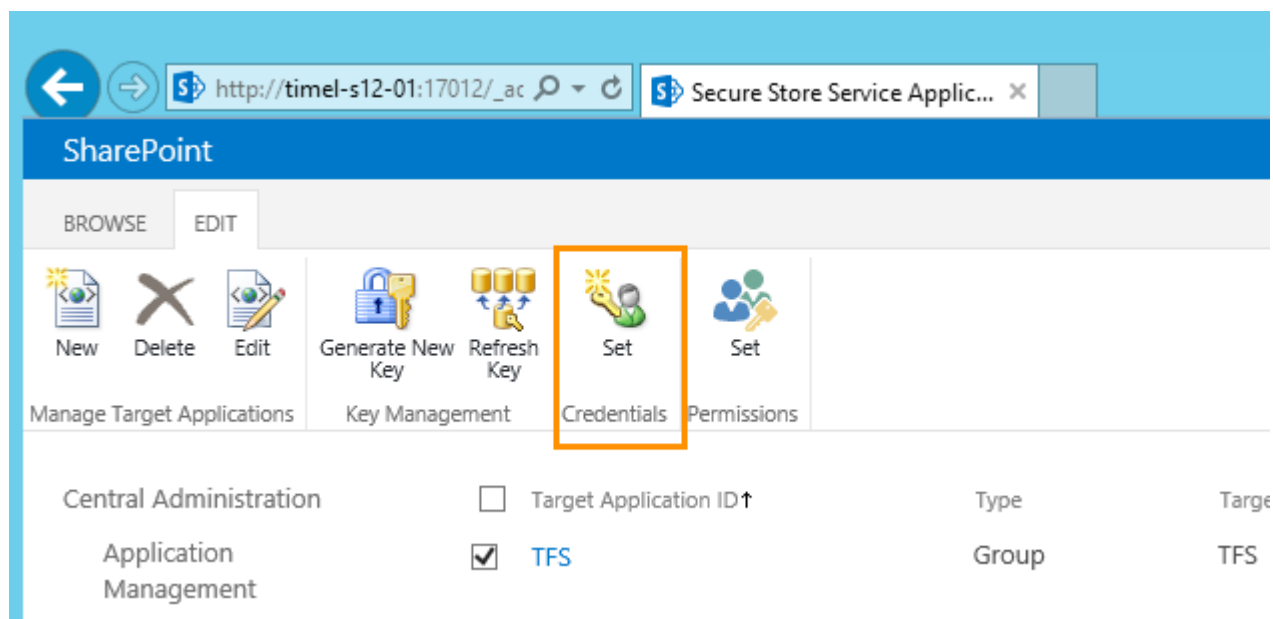 http://timel-s12-01:17012/_ac
Secure Store Service Applic...
SharePoint
BROWSE EDIT
New Delete Edit Generate New Key Refresh Key Set Set
Manage Target Applications Key Management Credentials Permissions
Central Administration Target Application ID↑ Type Targe
Application Management TFS Group TFS